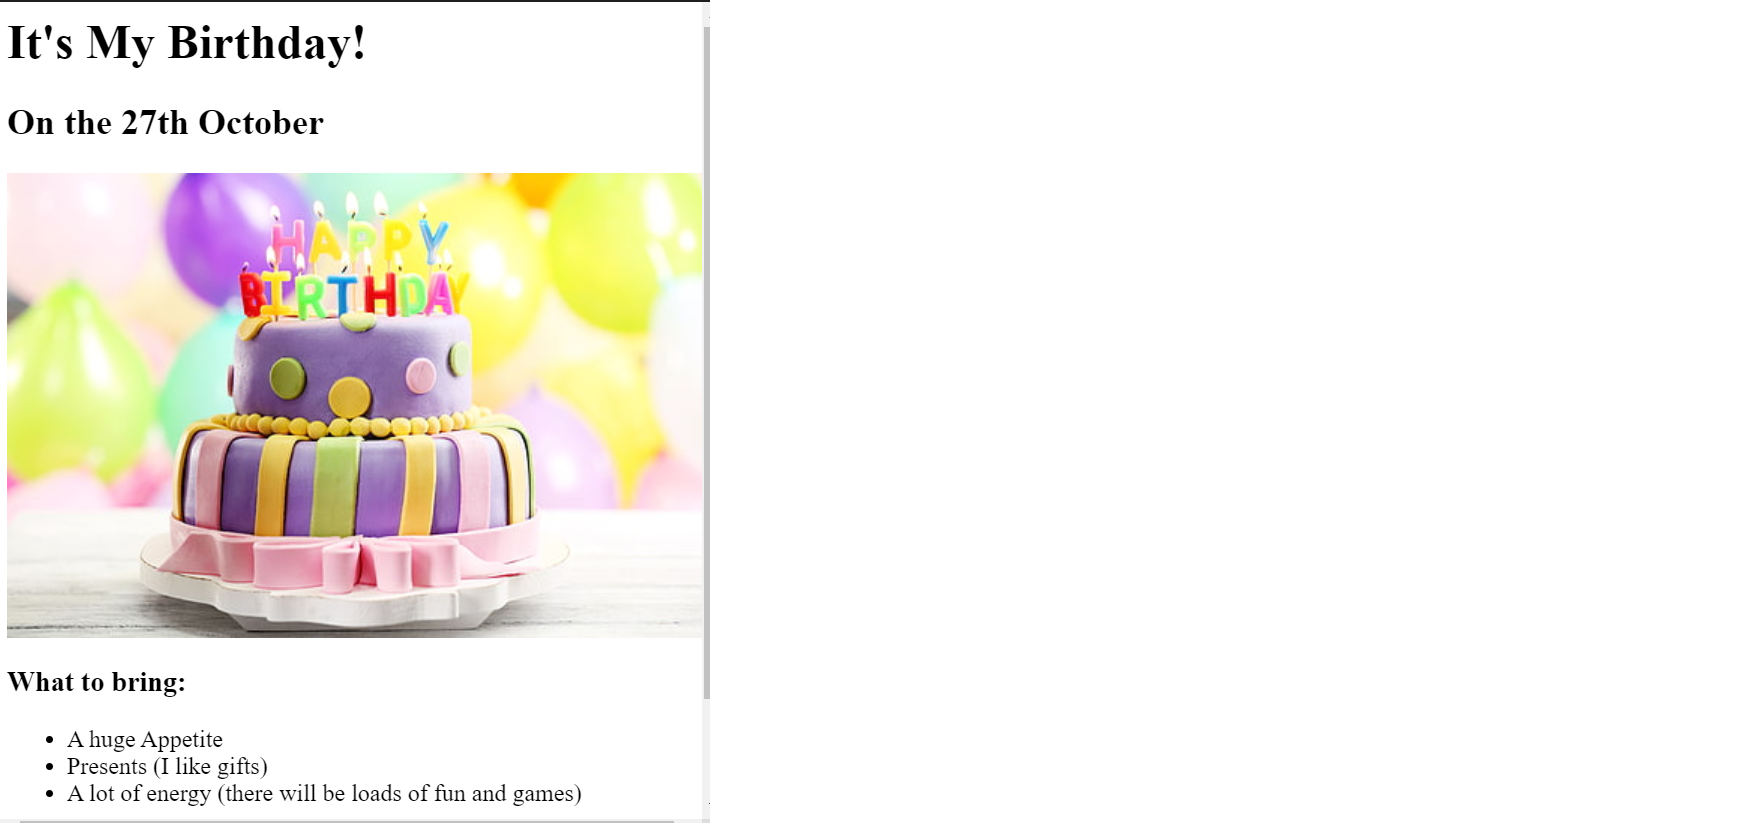 It's My Birthday!
On the 27th October
HAPPY
BIRTHDAY
What to bring:
A huge Appetite
Presents (I like gifts)
A lot of energy (there will be loads of fun and games)